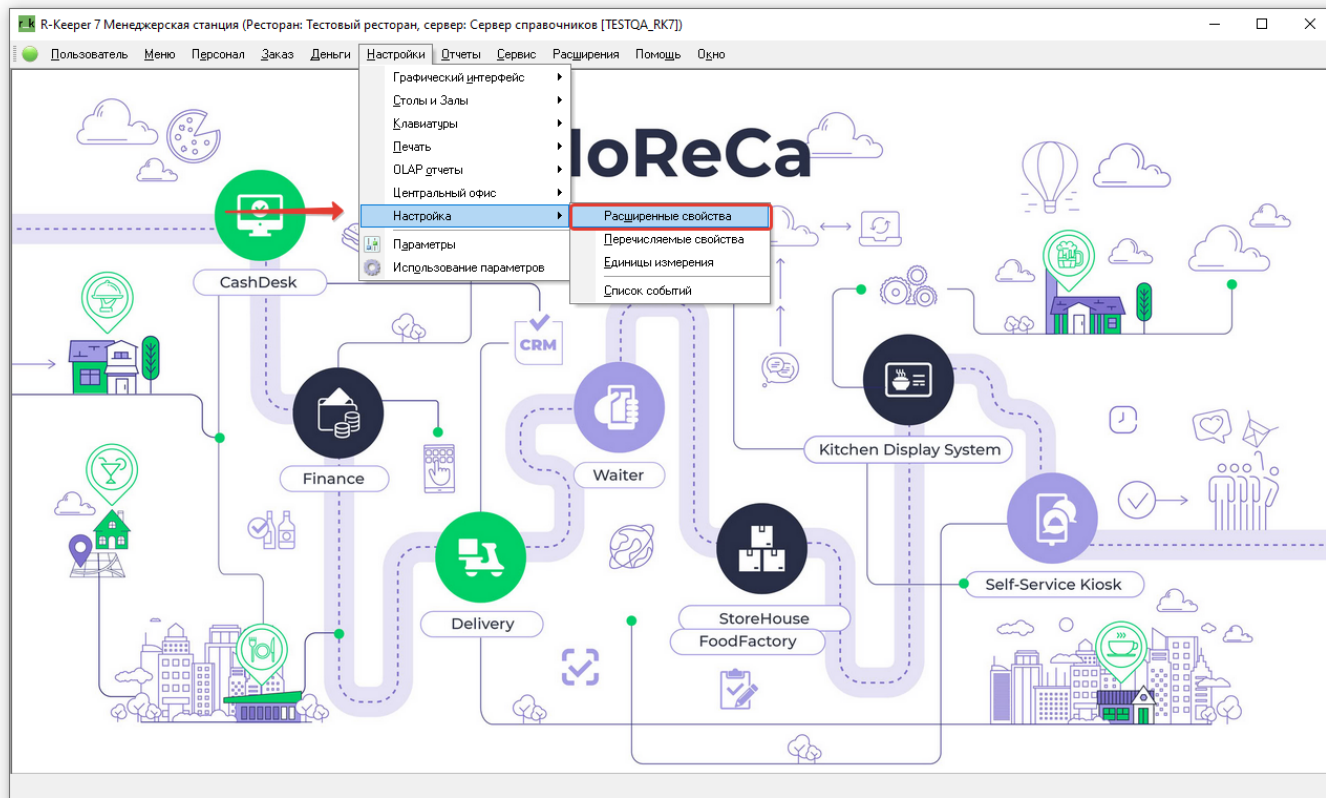 r_k R-Keeper 7 Менеджерская станция (Ресторан: Тестовый ресторан, сервер: Сервер справочников [TESTQA_RK7])
Пользователь Меню Персонал Заказ Деньги Настройки Отчеты Сервис Расширения Помощь Окно
Графический интерфейс
Столы и Залы
Клавиатуры
Печать
OLAP отчеты
Центральный офис
Настройка
Параметры
Использование параметров
Расширенные свойства
Перечисляемые свойства
Единицы измерения
Список событий
HoReCa
CashDesk
CRM
Finance
Waiter
Kitchen Display System
Delivery
StoreHouse
FoodFactory
Self-Service Kiosk